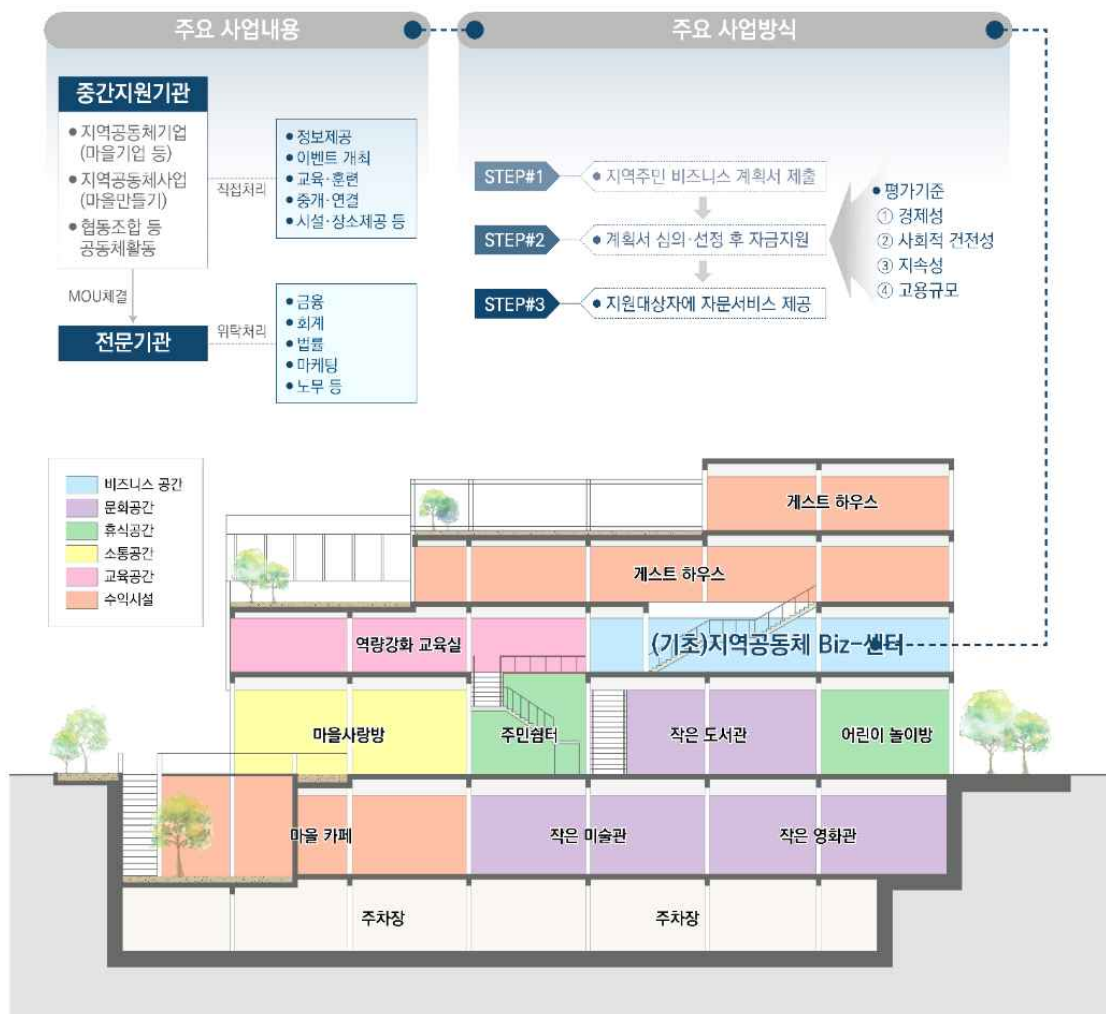 주요 사업내용
주요 사업방식
중간지원기관
• 지역공동체기업
(마을기업 등)
• 지역공동체사업
(마을만들기)
• 협동조합 등
공동체활동
직접처리
• 정보제공
• 이벤트 개최
• 교육·훈련
• 중개·연결
• 시설·장소제공 등
MOU체결
전문기관
위탁처리
• 금융
• 회계
• 법률
• 마케팅
• 노무 등
STEP#1
지역주민 비즈니스 계획서 제출
STEP#2
계획서 심의·선정 후 자금지원
STEP#3
지원대상자에 자문서비스 제공
• 평가기준
① 경제성
② 사회적 건전성
③ 지속성
④ 고용규모
비즈니스 공간
문화공간
휴식공간
소통공간
교육공간
수익시설
게스트 하우스
게스트 하우스
역량강화 교육실
(기초)지역공동체 Biz-센터
마을사랑방
주민쉼터
작은 도서관
어린이 놀이방
마을 카페
작은 미술관
작은 영화관
주차장
주차장